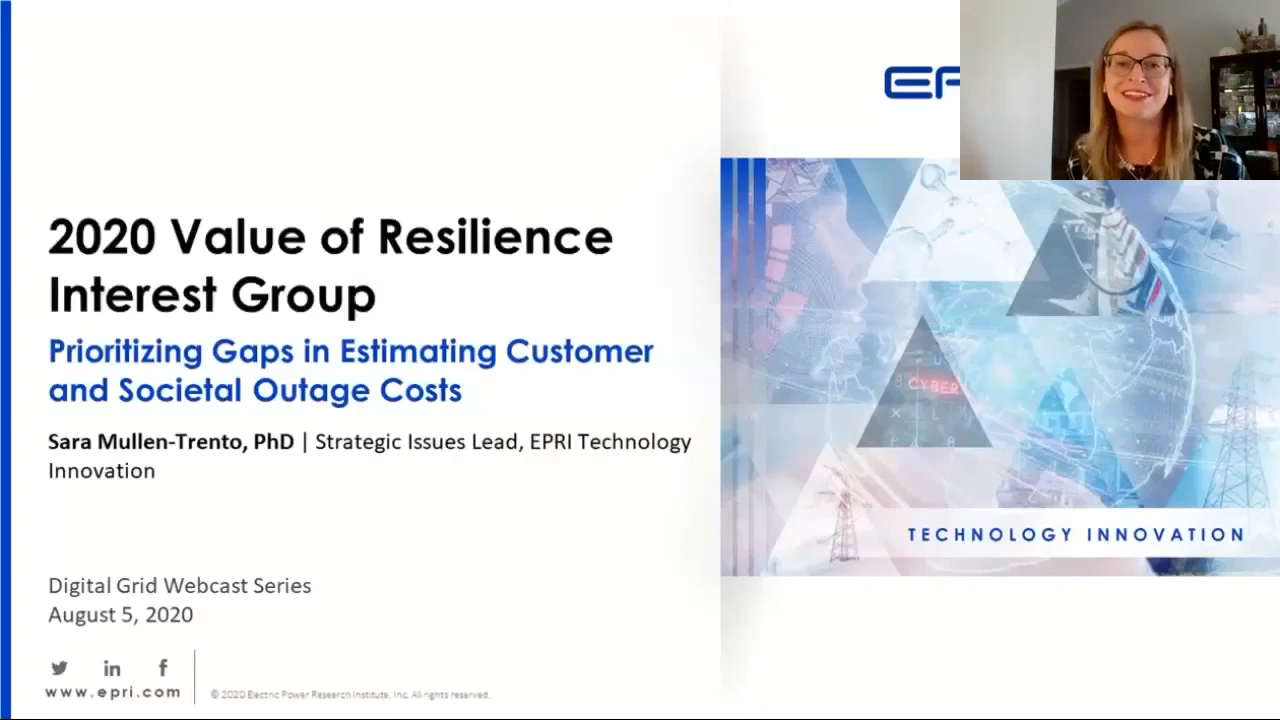 2020 Value of Resilience
Interest Group
Prioritizing Gaps in Estimating Customer
and Societal Outage Costs
Sara Mullen-Trento, PhD | Strategic Issues Lead, EPRI Technology
Innovation
Digital Grid Webcast Series
August 5, 2020
www.epri.com
© 2020 Electric Power Research Institute, Inc. All rights reserved.
CYBER
TECHNOLOGY INNOVATION